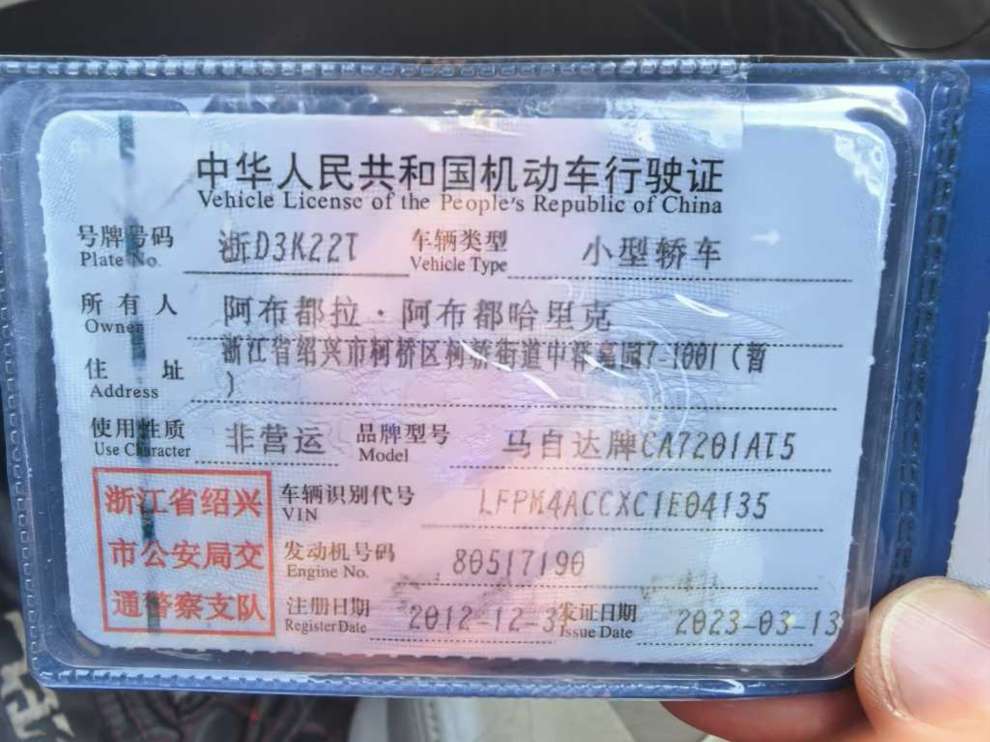 中华人民共和国机动车行驶证
Vehicle License of the People's Republic of China
号牌号码 浙D3K22T 车辆类型 小型轿车
Plate No. Vehicle Type
所有人 阿布都拉·阿布都哈里克
Owner
浙江省绍兴市柯桥区柯桥街道中泽嘉园7-1001(暂
住址 )
Address
使用性质 非营运 品牌型号 马自达牌CA7201AT5
Use Character Model
浙江省绍兴
市公安局交
通警察支队
车辆识别代号 LFPM4ACCXC1E04135
VIN
发动机号码 80517190
Engine No.
注册日期 2012-12-31 发证日期 2023-03-13
Register Date Issue Date